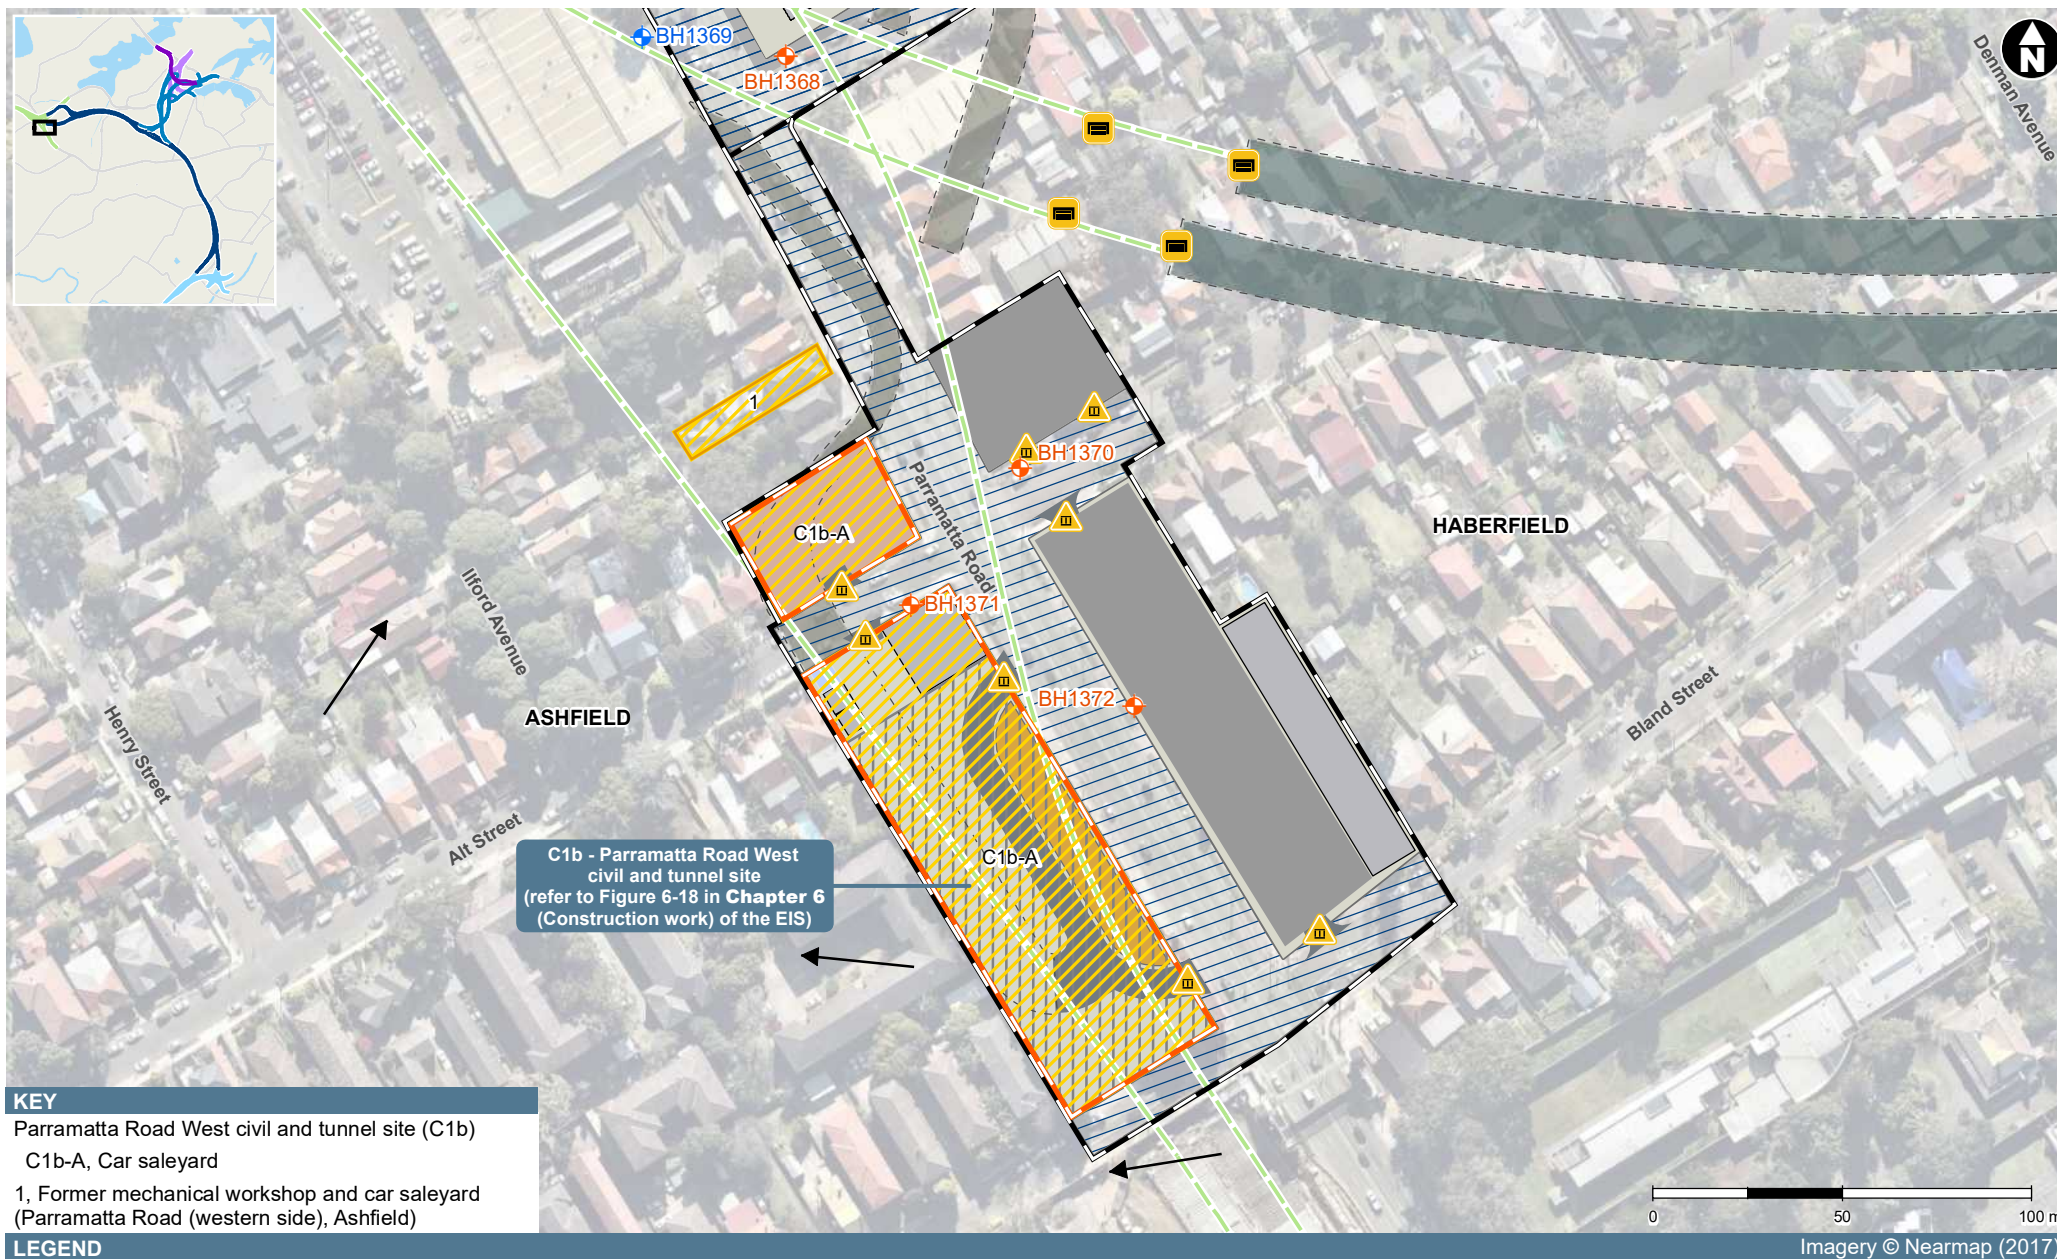 BH1369
BH1368
N
Denman Avenue
1
BH1370
Parramatta Road
C1b-A
HABERFIELD
BH1371
Ilford Avenue
BH1372
Henry Street
ASHFIELD
Bland Street
Alt Street
C1b - Parramatta Road West
civil and tunnel site
(refer to Figure 6-18 in Chapter 6
(Construction work) of the EIS)
C1b-A
KEY
Parramatta Road West civil and tunnel site (C1b)
C1b-A, Car saleyard
1, Former mechanical workshop and car saleyard
(Parramatta Road (western side), Ashfield)
0 50 100 m
LEGEND
Imagery © Nearmap (2017)